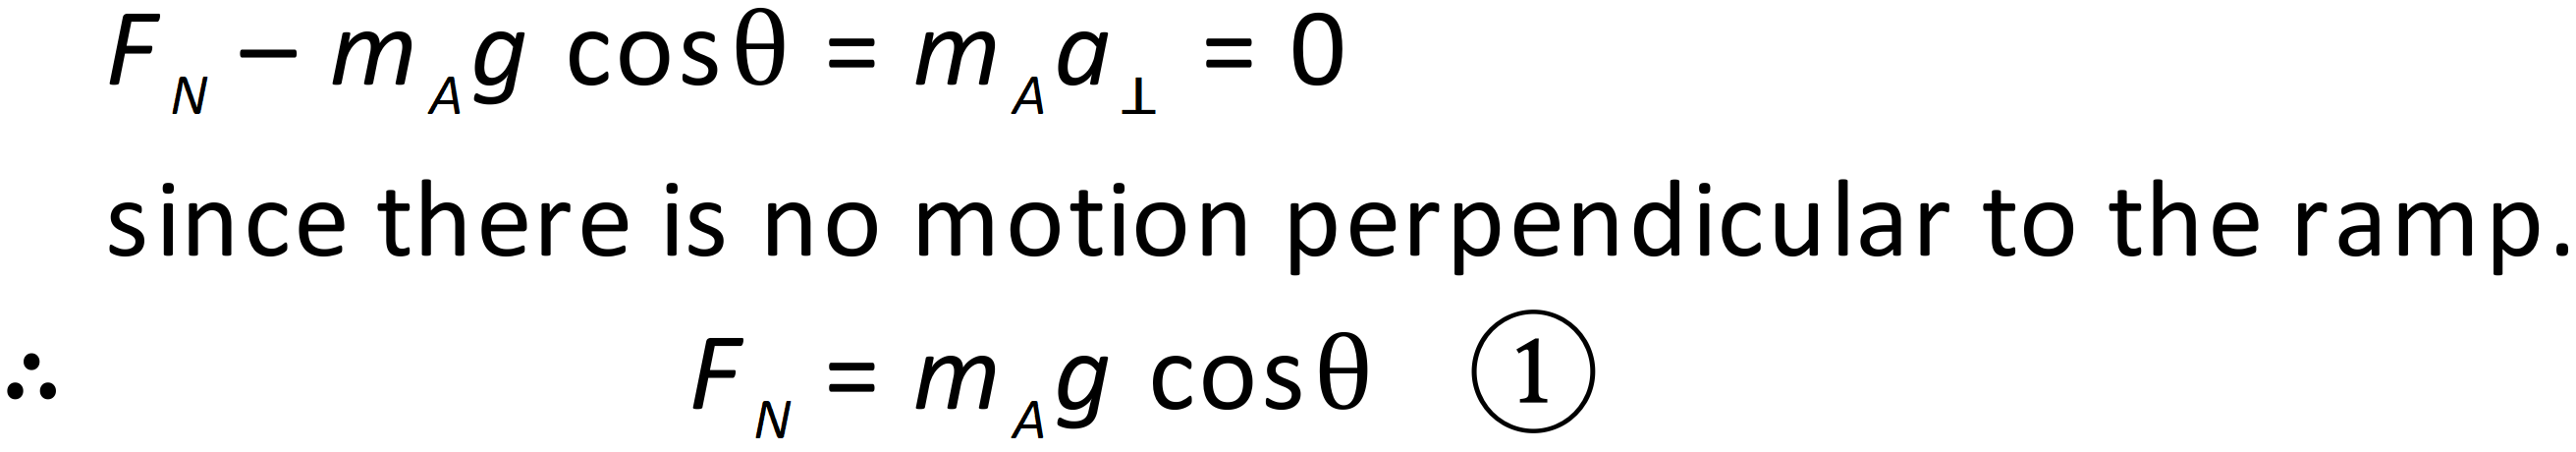 F_N − m_A g cosθ = m_A a_⊥ = 0
since there is no motion perpendicular to the ramp.
∴ F_N = m_A g cosθ ①